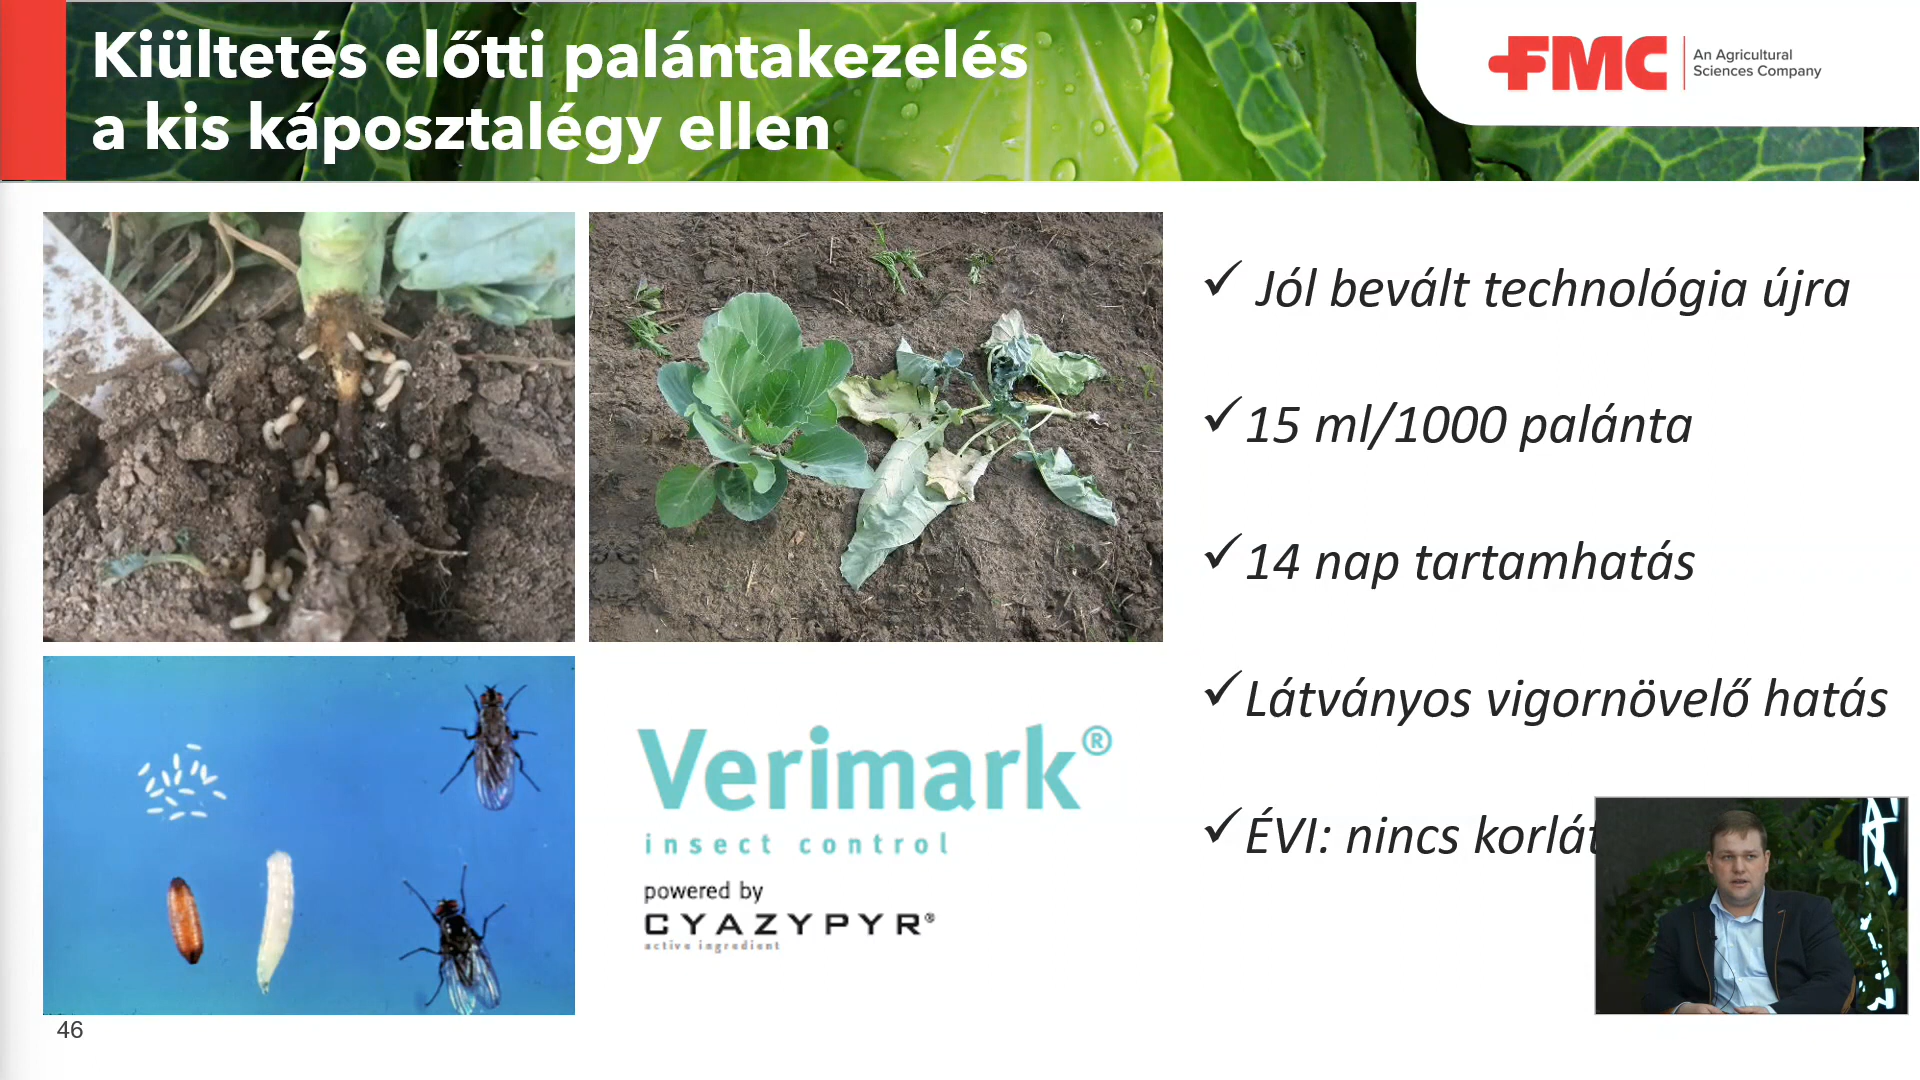 Kiültetés előtti palántakezelés
a kis káposztalégy ellen
FMC
An Agricultural
Sciences Company
✓ Jól bevált technológia újra
✓ 15 ml/1000 palánta
✓ 14 nap tartamhatás
✓ Látványos vigornövelő hatás
✓ ÉVI: nincs korlát
Verimark®
insect control
powered by
CYAZYPYR®
active ingredient
46